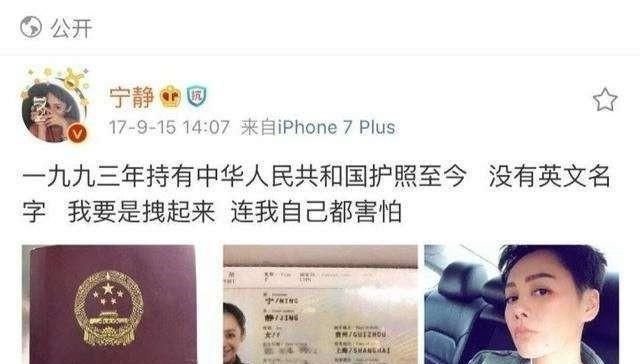 公开
宁静
抗
17-9-15 14:07 来自iPhone 7 Plus
一九九三年持有中华人民共和国护照至今 没有英文名
字 我要是拽起来 连我自己都害怕
宁/NING
静/JING
女/F
贵州/GUIZHOU
上海/SHANGHAI